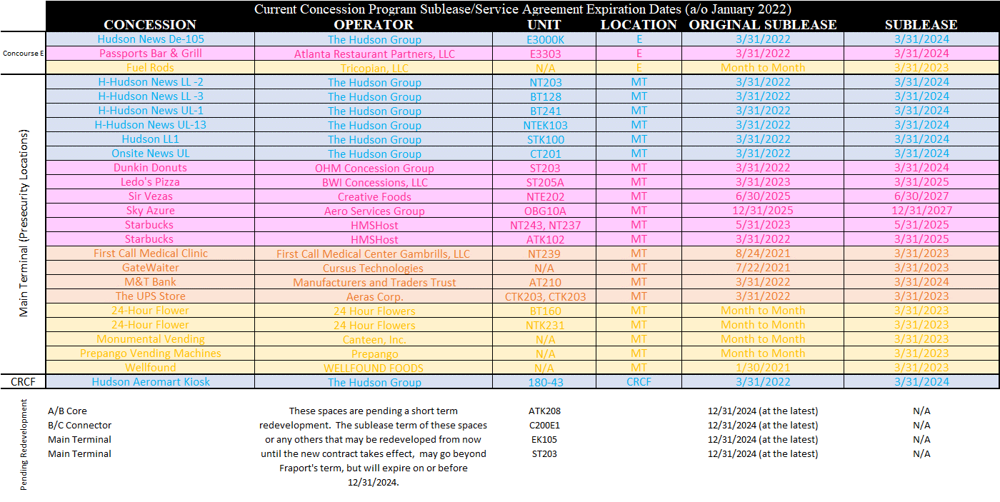 Current Concession Program Sublease/Service Agreement Expiration Dates (a/o January 2022)
CONCESSION OPERATOR UNIT LOCATION ORIGINAL SUBLEASE SUBLEASE
Concourse E
Hudson News De-105 The Hudson Group E3000K E 3/31/2022 3/31/2024
Passports Bar & Grill Atlanta Restaurant Partners, LLC E3303 E 3/31/2022 3/31/2024
Fuel Rods Tricopian, LLC N/A E Month to Month 3/31/2023
Main Terminal (Presecurity Locations)
H-Hudson News LL -2 The Hudson Group NT203 MT 3/31/2022 3/31/2024
H-Hudson News LL -3 The Hudson Group BT128 MT 3/31/2022 3/31/2024
H-Hudson News UL-1 The Hudson Group BT241 MT 3/31/2022 3/31/2024
H-Hudson News UL-13 The Hudson Group NTEK103 MT 3/31/2022 3/31/2024
Hudson LL1 The Hudson Group STK100 MT 3/31/2022 3/31/2024
Onsite News UL The Hudson Group CT201 MT 3/31/2022 3/31/2024
Dunkin Donuts OHM Concession Group ST203 MT 3/31/2022 3/31/2024
Ledo's Pizza BWI Concessions, LLC ST205A MT 3/31/2023 3/31/2025
Sir Vezas Creative Foods NTE202 MT 6/30/2025 6/30/2027
Sky Azure Aero Services Group OBG10A MT 12/31/2025 12/31/2027
Starbucks HMSHost NT243, NT237 MT 5/31/2023 5/31/2025
Starbucks HMSHost ATK102 MT 3/31/2022 3/31/2025
First Call Medical Clinic First Call Medical Center Gambrills, LLC NT239 MT 8/24/2021 3/31/2023
GateWaiter Cursus Technologies N/A MT 7/22/2021 3/31/2023
M&T Bank Manufacturers and Traders Trust AT210 MT 3/31/2022 3/31/2024
The UPS Store Aeras Corp. CTK203, CTK203 MT 3/31/2022 3/31/2023
24-Hour Flower 24 Hour Flowers BT160 MT Month to Month 3/31/2023
24-Hour Flower 24 Hour Flowers NTK231 MT Month to Month 3/31/2023
Monumental Vending Canteen, Inc. N/A MT Month to Month 3/31/2023
Prepango Vending Machines Prepango N/A MT Month to Month 3/31/2023
Wellfound WELLFOUND FOODS N/A MT 1/30/2021 3/31/2023
CRCF Hudson Aeromart Kiosk The Hudson Group 180-43 CRCF 3/31/2022 3/31/2024
Pending Redevelopment
A/B Core These spaces are pending a short term ATK208 12/31/2024 (at the latest) N/A
B/C Connector redevelopment. The sublease term of these spaces C200E1 12/31/2024 (at the latest) N/A
Main Terminal or any others that may be redeveloped from now EK105 12/31/2024 (at the latest) N/A
Main Terminal until the new contract takes effect, may go beyond ST203 12/31/2024 (at the latest) N/A
Fraport's term, but will expire on or before
12/31/2024.